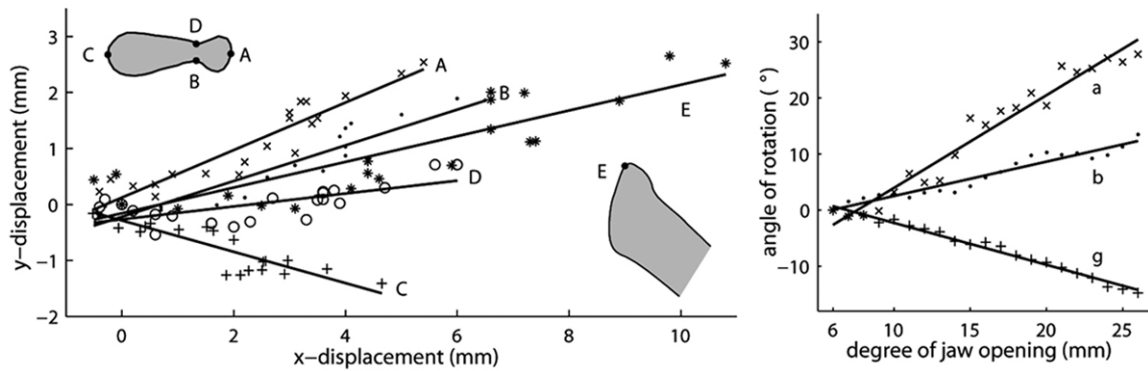 D
C
A
B
A
B
E
D
C
E
3
2
1
0
−1
−2
y−displacement (mm)
0
2
4
6
8
10
x−displacement (mm)
30
20
10
0
−10
angle of rotation (°)
a
b
g
6
10
15
20
25
degree of jaw opening (mm)